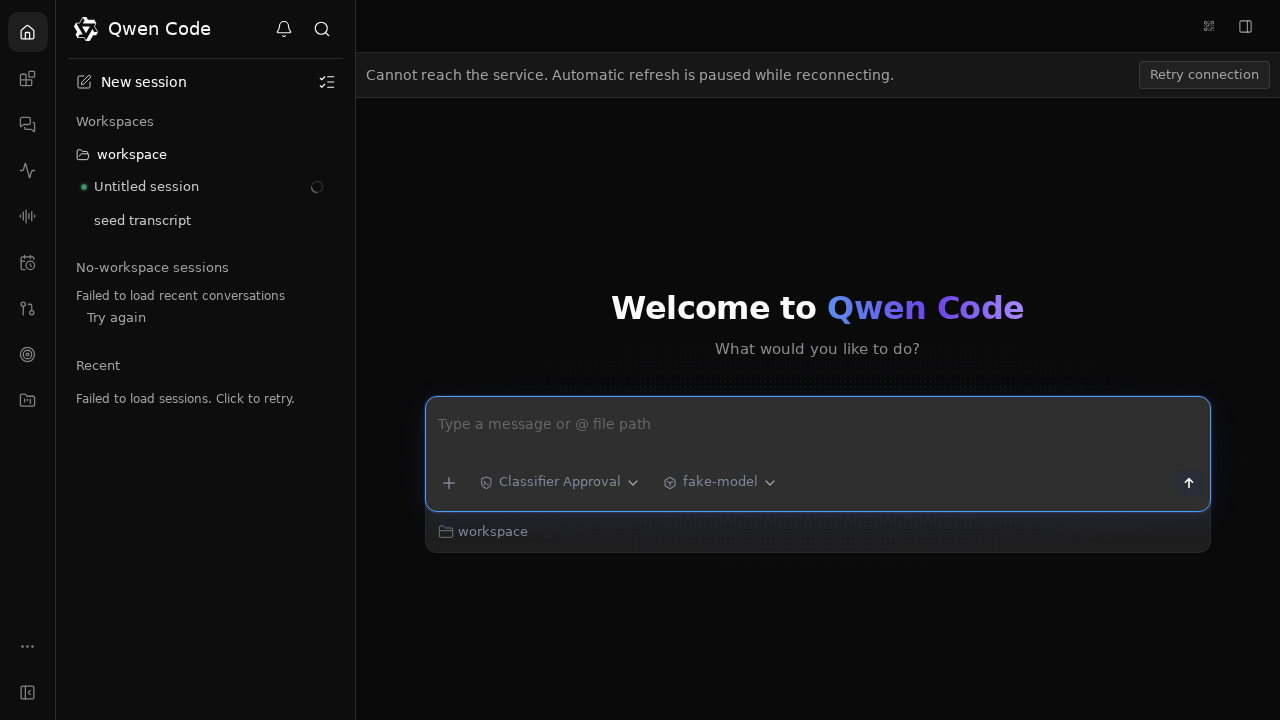 Qwen Code
New session
Workspaces
workspace
Untitled session
seed transcript
No-workspace sessions
Failed to load recent conversations
Try again
Recent
Failed to load sessions. Click to retry.
Cannot reach the service. Automatic refresh is paused while reconnecting.
Retry connection
Welcome to Qwen Code
What would you like to do?
Type a message or @ file path
Classifier Approval
fake-model
workspace